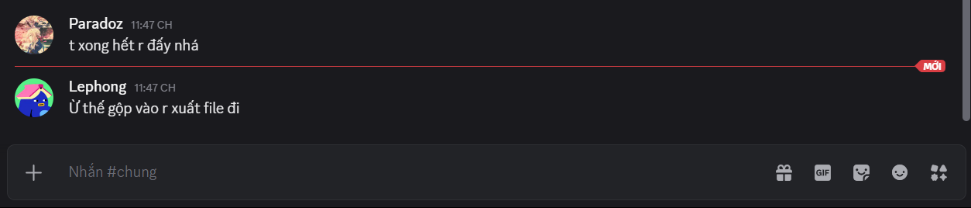 Paradoz 11:47 CH
t xong hết r đấy nhá
MỚI
Lephong 11:47 CH
Ừ thế gộp vào r xuất file đi
Nhắn #chung
GIF